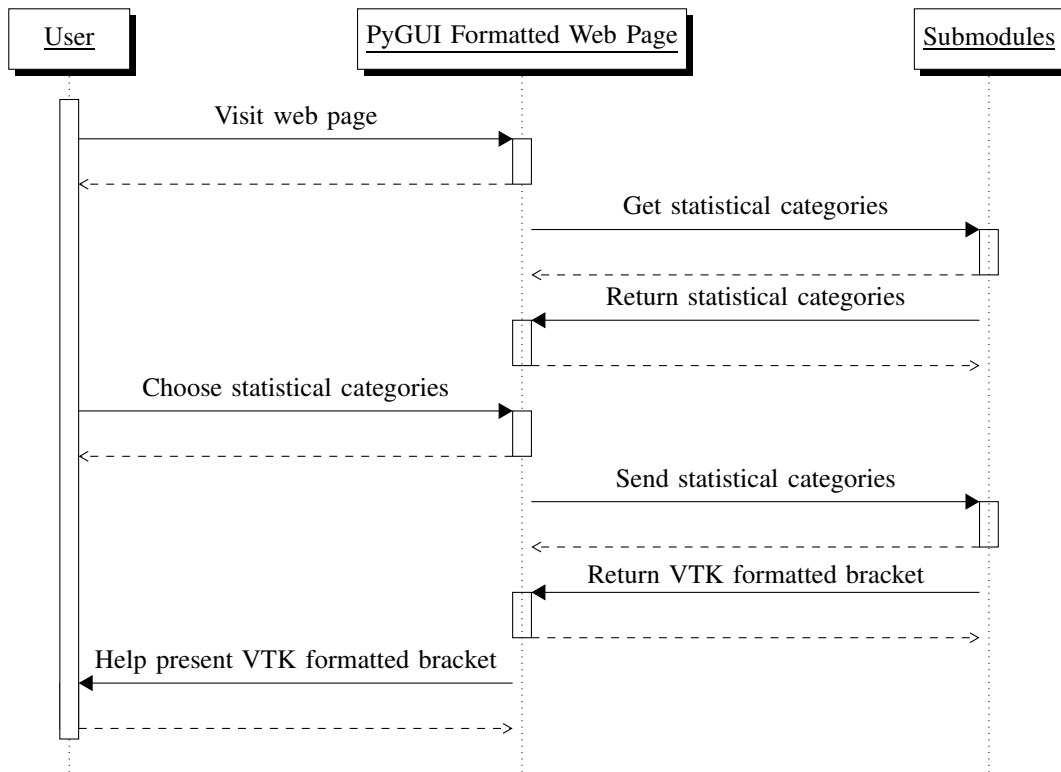 User
PyGUI Formatted Web Page
Submodules
Visit web page
Get statistical categories
Return statistical categories
Choose statistical categories
Send statistical categories
Return VTK formatted bracket
Help present VTK formatted bracket